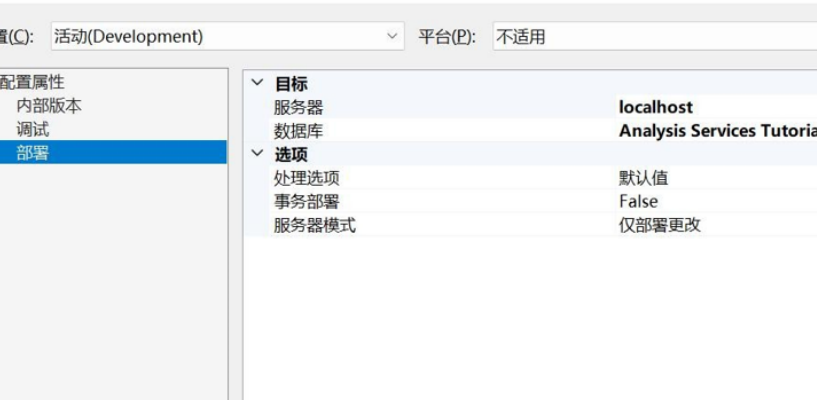 置(C): 活动(Development) 平台(P): 不适用
配置属性
内部版本
调试
部署
目标
服务器 localhost
数据库 Analysis Services Tutoria
选项
处理选项 默认值
事务部署 False
服务器模式 仅部署更改